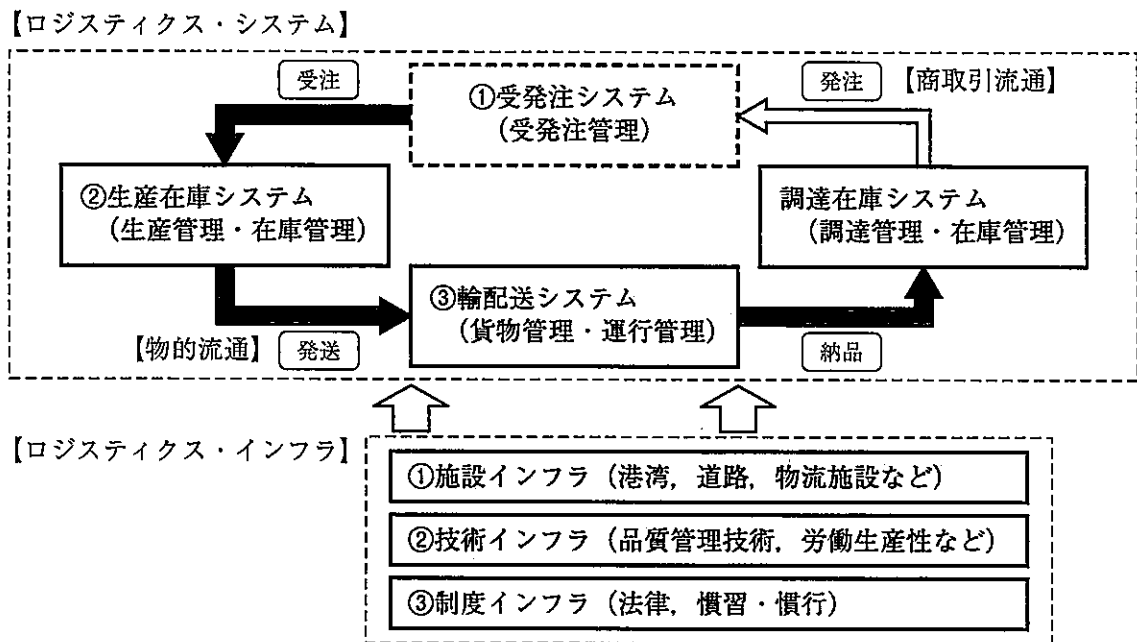 【ロジスティクス・システム】
受注
①受発注システム
(受発注管理)
発注
【商取引流通】
②生産在庫システム
(生産管理・在庫管理)
調達在庫システム
(調達管理・在庫管理)
③輸配送システム
(貨物管理・運行管理)
【物的流通】
発送
納品
【ロジスティクス・インフラ】
①施設インフラ(港湾，道路，物流施設など)
②技術インフラ(品質管理技術，労働生産性など)
③制度インフラ(法律，慣習・慣行)